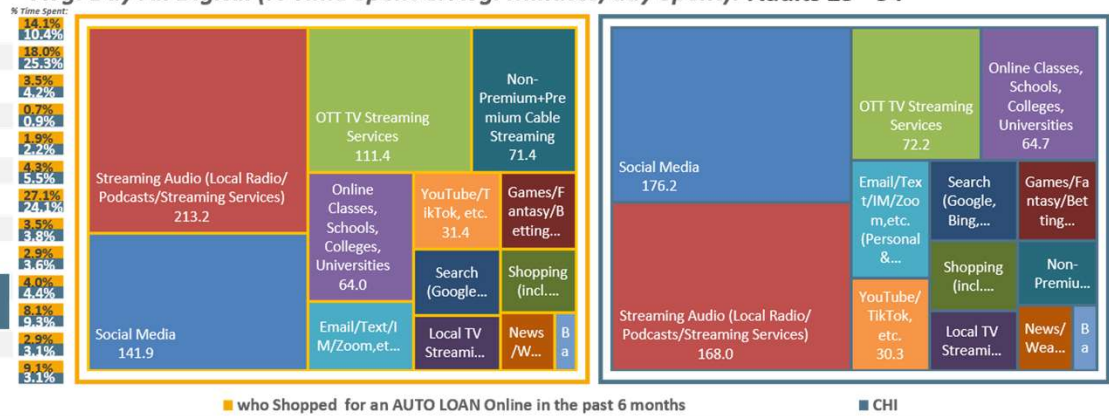 % Time Spent:
14.1%
10.4%
18.0%
25.3%
3.5%
4.2%
0.7%
0.9%
1.9%
2.2%
4.3%
5.5%
27.1%
24.1%
3.5%
3.8%
2.9%
3.6%
4.0%
4.4%
8.1%
9.3%
2.9%
3.1%
9.1%
3.1%
Streaming Audio (Local Radio/
Podcasts/Streaming Services)
213.2
Social Media
141.9
OTT TV Streaming
Services
111.4
Non-
Premium+Pre
mium Cable
Streaming
71.4
Online
Classes,
Schools,
Colleges,
Universities
64.0
YouTube/T
ikTok, etc.
31.4
Games/F
antasy/B
etting...
Search
(Google...
Shopping
(incl....
Email/Text/I
M/Zoom,et...
Local TV
Streami...
News
/W...
B
a
Social Media
176.2
Streaming Audio (Local Radio/
Podcasts/Streaming Services)
168.0
OTT TV Streaming
Services
72.2
Online Classes,
Schools,
Colleges,
Universities
64.7
Email/Tex
t/IM/Zoo
m,etc.
(Personal
&...
Search
(Google,
Bing,...
Games/Fa
ntasy/Bet
ting...
Shopping
(incl....
Non-
Premiu...
YouTube/
TikTok,
etc.
30.3
Local TV
Streami...
News/
Wea...
B
a
who Shopped for an AUTO LOAN Online in the past 6 months
CHI